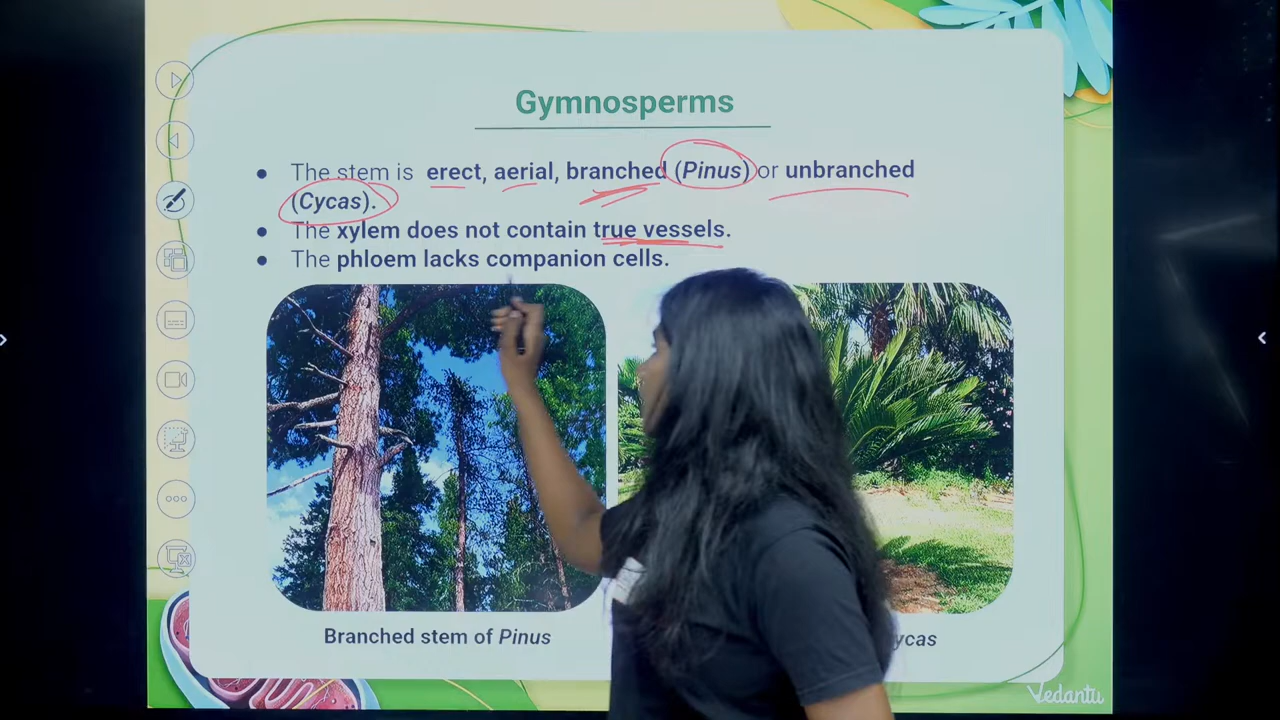 Gymnosperms
• The stem is erect, aerial, branched (Pinus) or unbranched
(Cycas).
• The xylem does not contain true vessels.
• The phloem lacks companion cells.
Branched stem of Pinus
Vedantu